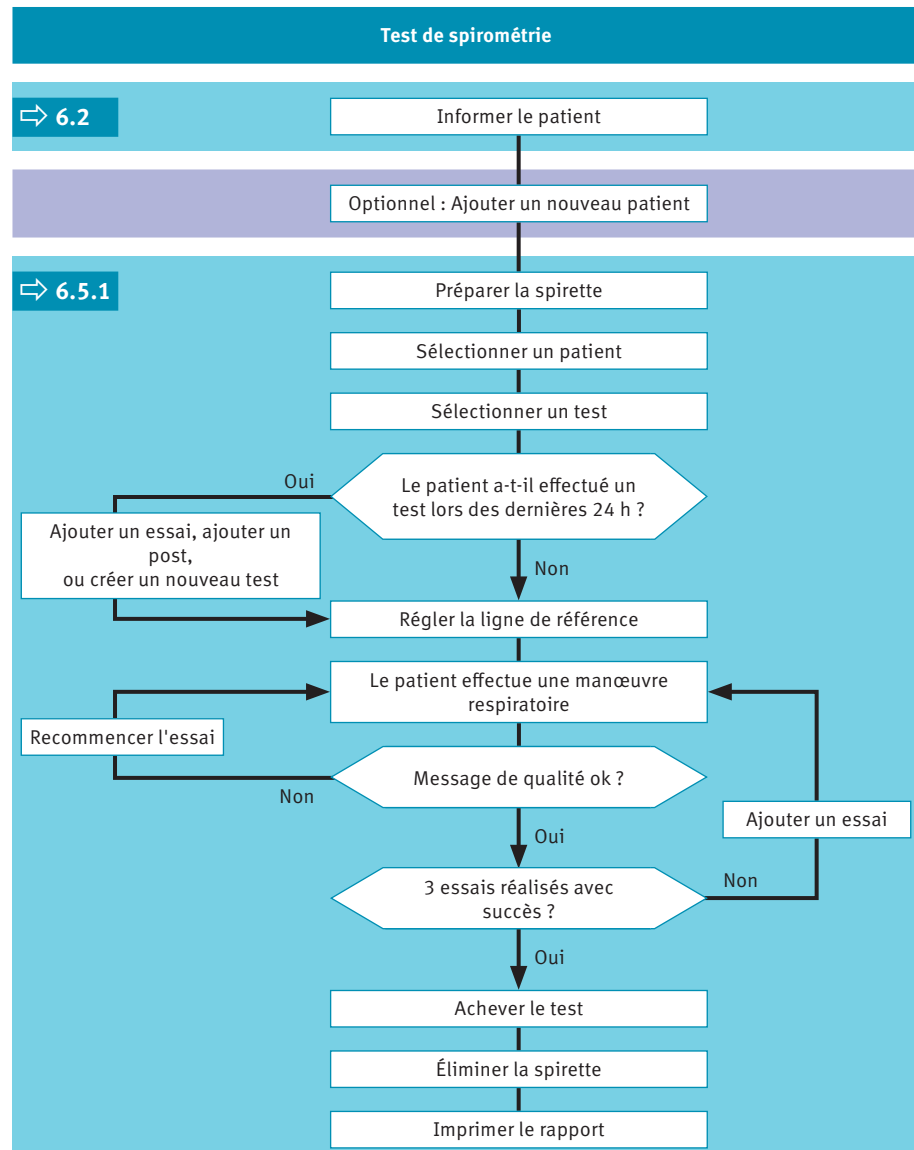 Test de spirométrie
⇨ 6.2
Informer le patient
Optionnel : Ajouter un nouveau patient
⇨ 6.5.1
Préparer la spirette
Sélectionner un patient
Sélectionner un test
Oui
Le patient a-t-il effectué un
test lors des dernières 24 h ?
Ajouter un essai, ajouter un
post,
ou créer un nouveau test
Non
Régler la ligne de référence
Le patient effectue une manœuvre
respiratoire
Recommencer l'essai
Message de qualité ok ?
Non
Ajouter un essai
Oui
3 essais réalisés avec
succès ?
Non
Oui
Achever le test
Éliminer la spirette
Imprimer le rapport